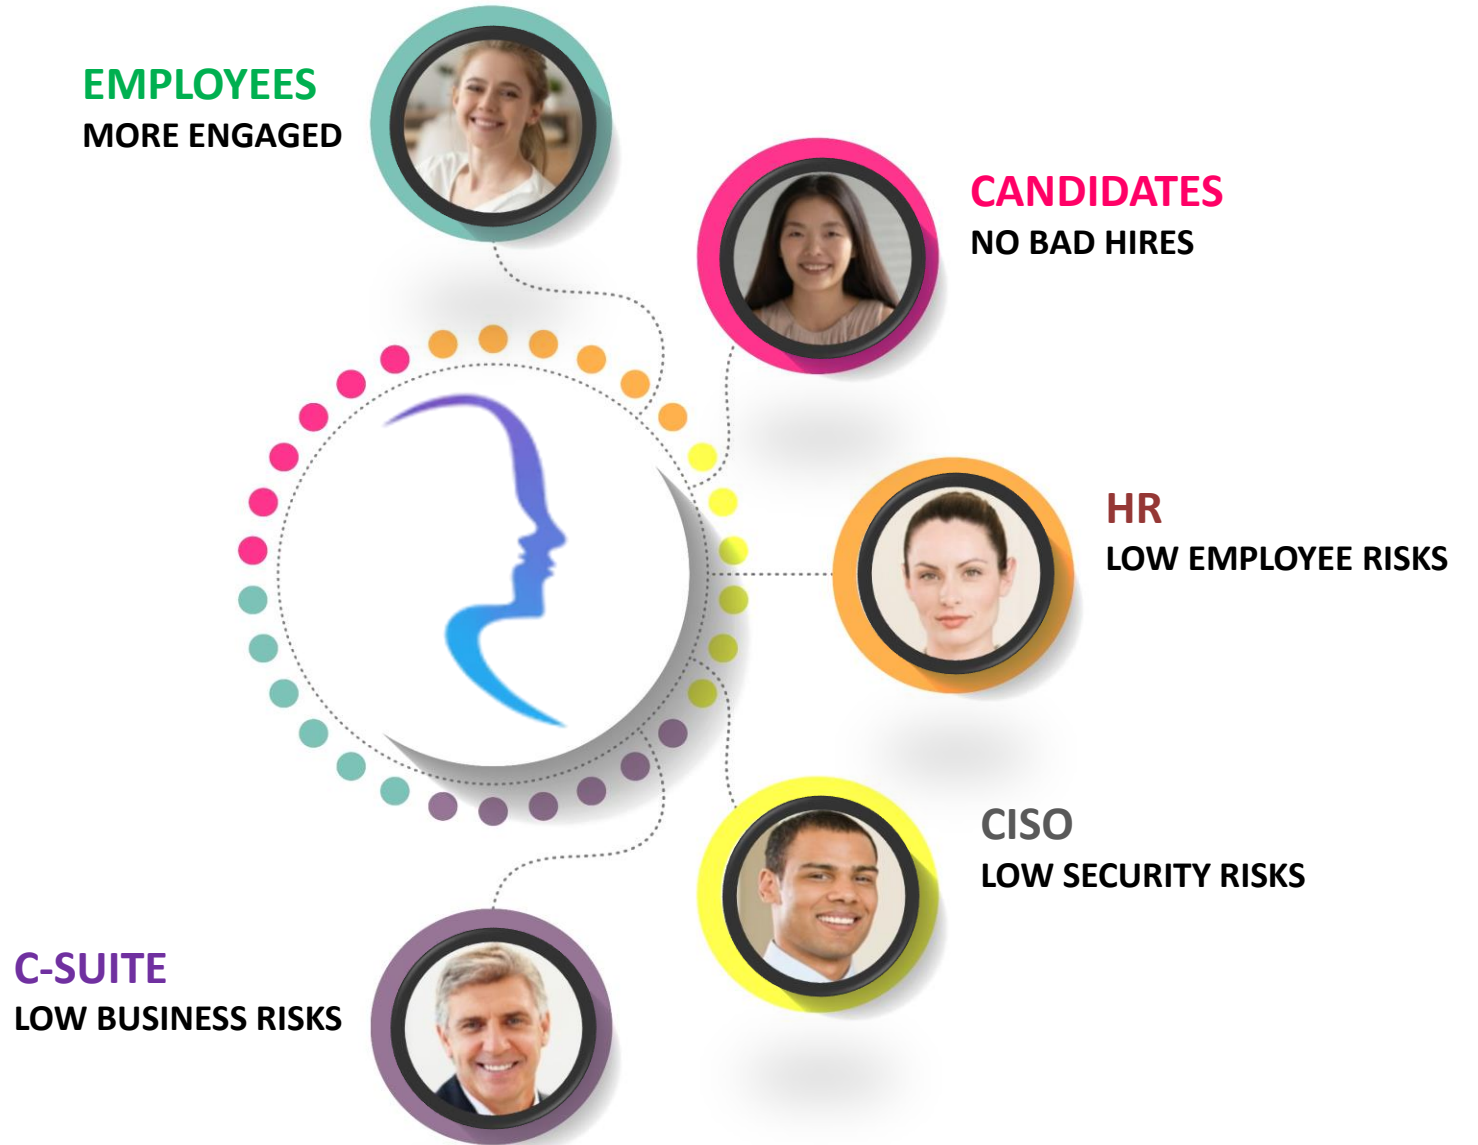 EMPLOYEES
MORE ENGAGED
CANDIDATES
NO BAD HIRES
HR
LOW EMPLOYEE RISKS
CISO
LOW SECURITY RISKS
C-SUITE
LOW BUSINESS RISKS